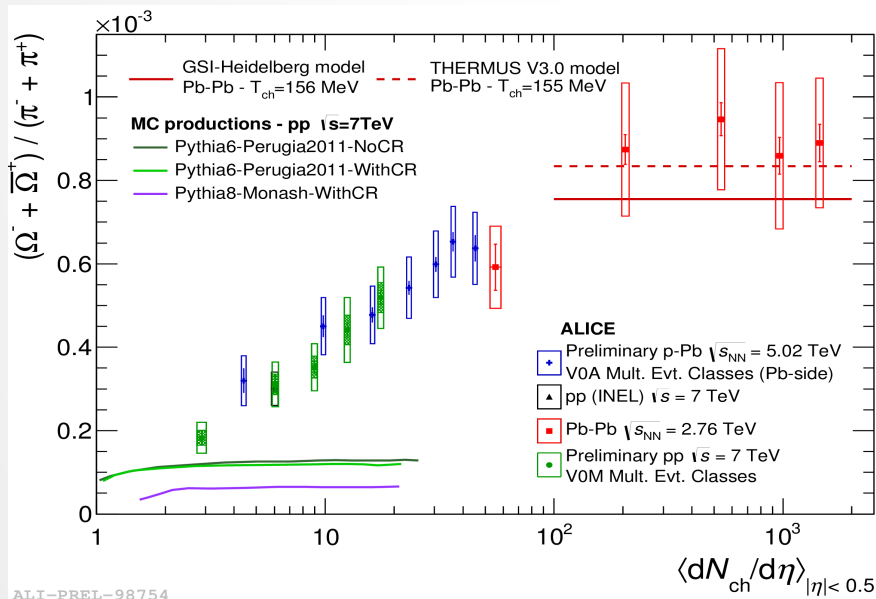 ×10⁻³
(Ω⁻ + Ω̅⁺) / (π⁻ + π⁺)
GSI-Heidelberg model
Pb-Pb - T_ch=156 MeV
THERMUS V3.0 model
Pb-Pb - T_ch=155 MeV
MC productions - pp √s=7TeV
Pythia6-Perugia2011-NoCR
Pythia6-Perugia2011-WithCR
Pythia8-Monash-WithCR
1
0.8
0.6
0.4
0.2
0
ALICE
Preliminary p-Pb √s_NN = 5.02 TeV
V0A Mult. Evt. Classes (Pb-side)
pp (INEL) √s = 7 TeV
Pb-Pb √s_NN = 2.76 TeV
Preliminary pp √s = 7 TeV
V0M Mult. Evt. Classes
1
10
10²
10³
⟨dN_ch/dη⟩_|η|< 0.5
ALI-PREL-98754